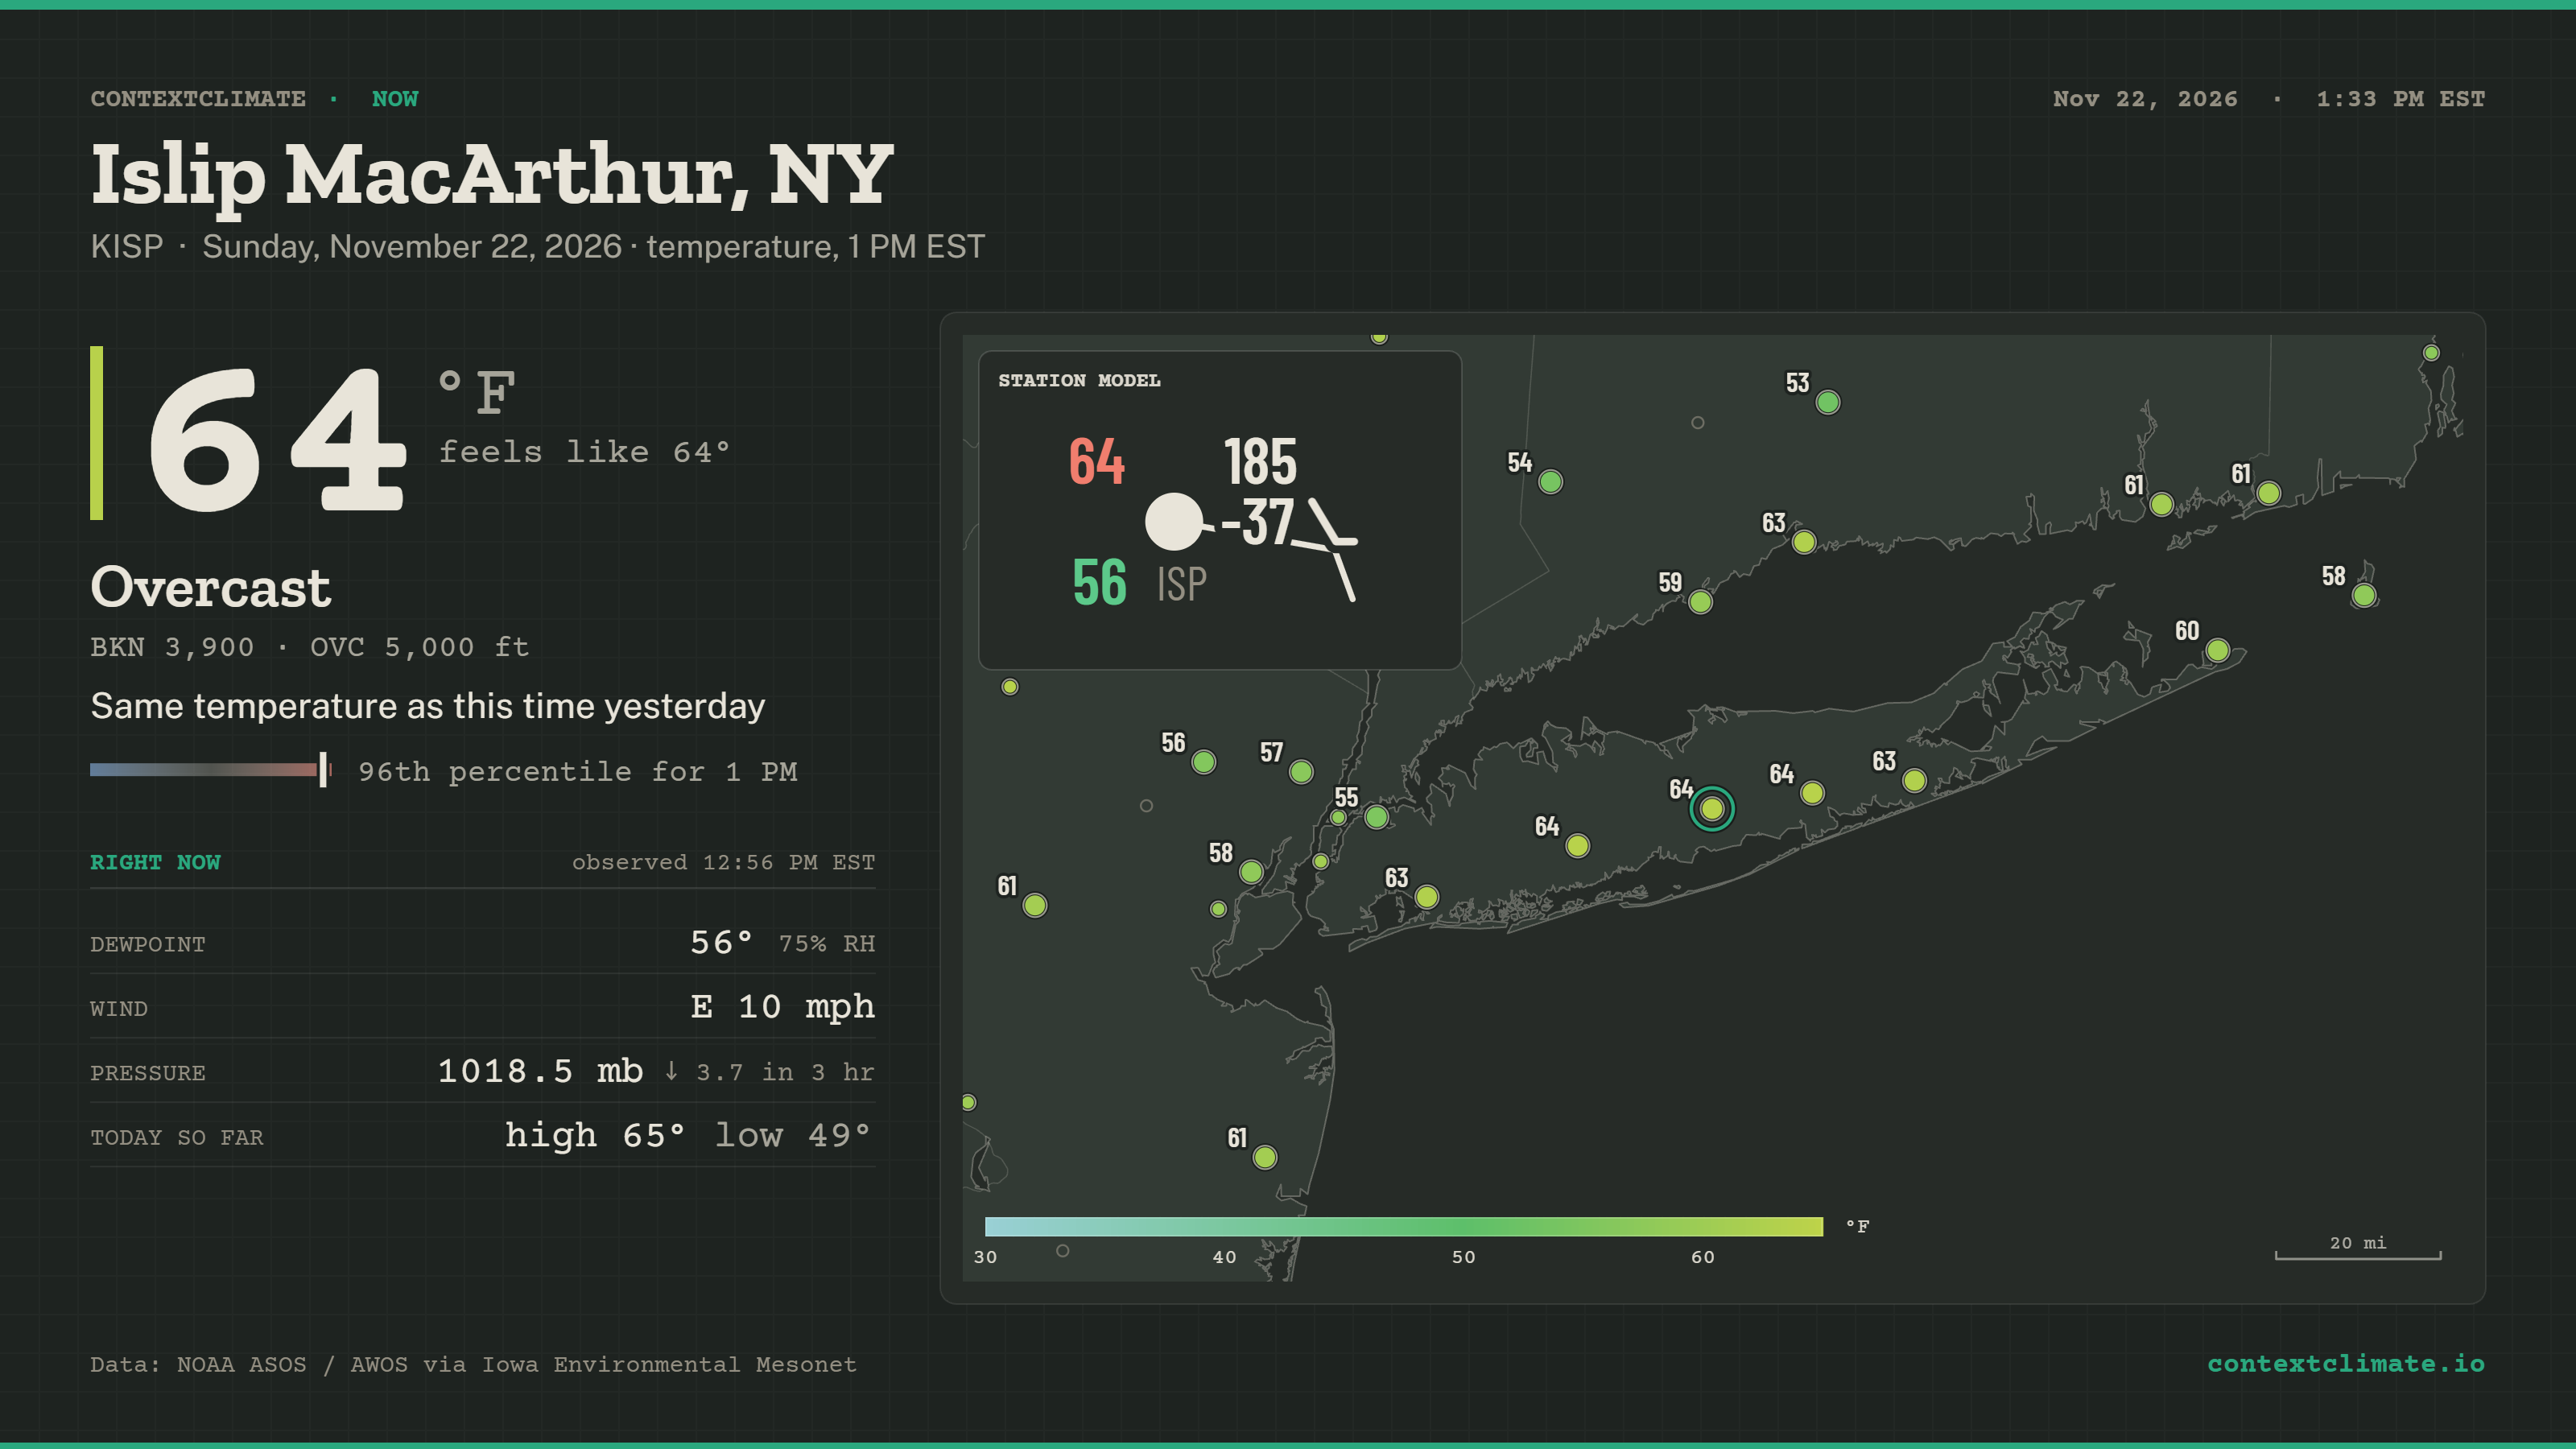 CONTEXTCLIMATE · NOW
Nov 22, 2026 · 1:33 PM EST
Islip MacArthur, NY
KISP · Sunday, November 22, 2026 · temperature, 1 PM EST
64 °F
feels like 64°
Overcast
BKN 3,900 · OVC 5,000 ft
Same temperature as this time yesterday
96th percentile for 1 PM
RIGHT NOW observed 12:56 PM EST
DEWPOINT 56° 75% RH
WIND E 10 mph
PRESSURE 1018.5 mb ↓ 3.7 in 3 hr
TODAY SO FAR high 65° low 49°
STATION MODEL
64 185
-37
56 ISP
53
54
61
61
63
59
58
60
56
57
55
64
64
63
64
58
63
61
61
°F
30 40 50 60
20 mi
Data: NOAA ASOS / AWOS via Iowa Environmental Mesonet
contextclimate.io